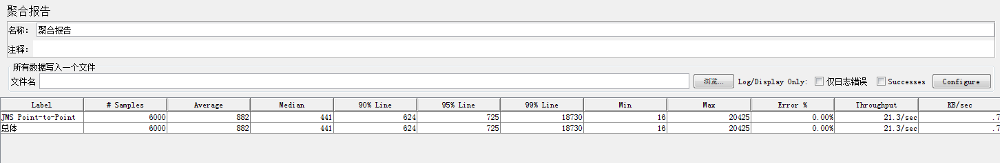 聚合报告
名称: 聚合报告
注释:
所有数据写入一个文件
文件名 浏览... Log/Display Only: 仅日志错误 Successes Configure
Label # Samples Average Median 90% Line 95% Line 99% Line Min Max Error % Throughput KB/sec
JMS Point-to-Point 6000 882 441 624 725 18730 16 20425 0.00% 21.3/sec .7
总体 6000 882 441 624 725 18730 16 20425 0.00% 21.3/sec .7